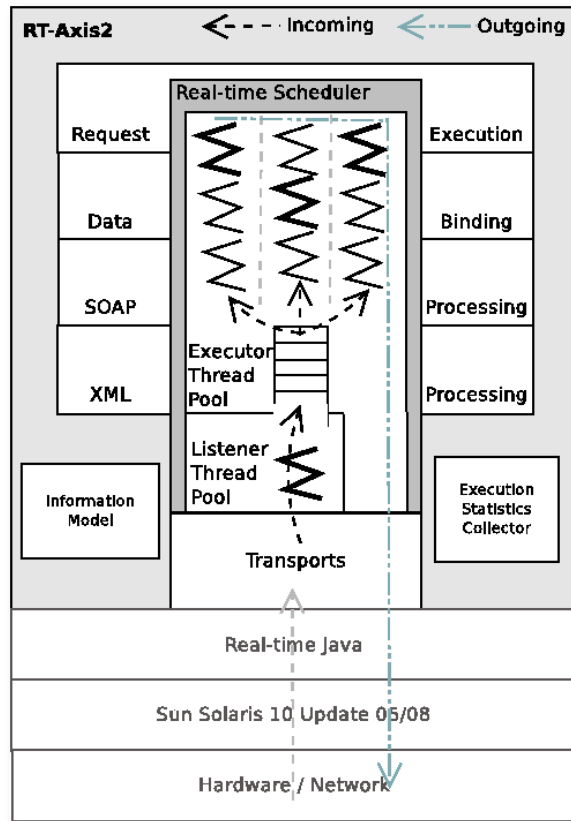 RT-Axis2
Incoming
Outgoing
Real-time Scheduler
Request
Execution
Data
Binding
SOAP
Processing
XML
Processing
Executor
Thread
Pool
Listener
Thread
Pool
Information
Model
Execution
Statistics
Collector
Transports
Real-time Java
Sun Solaris 10 Update 05/08
Hardware / Network